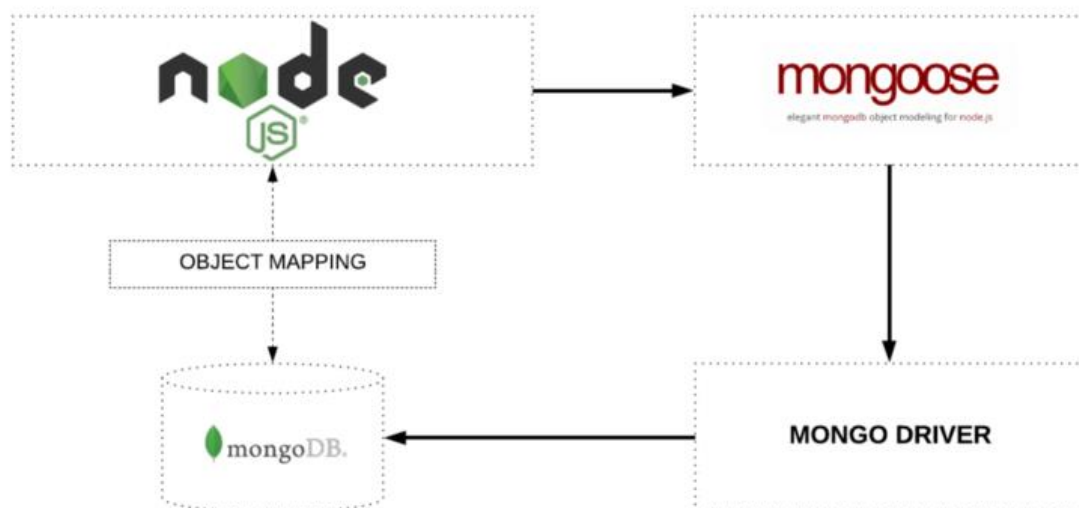 node
JS®
mongoose
elegant mongodb object modeling for node.js
OBJECT MAPPING
mongoDB.
MONGO DRIVER